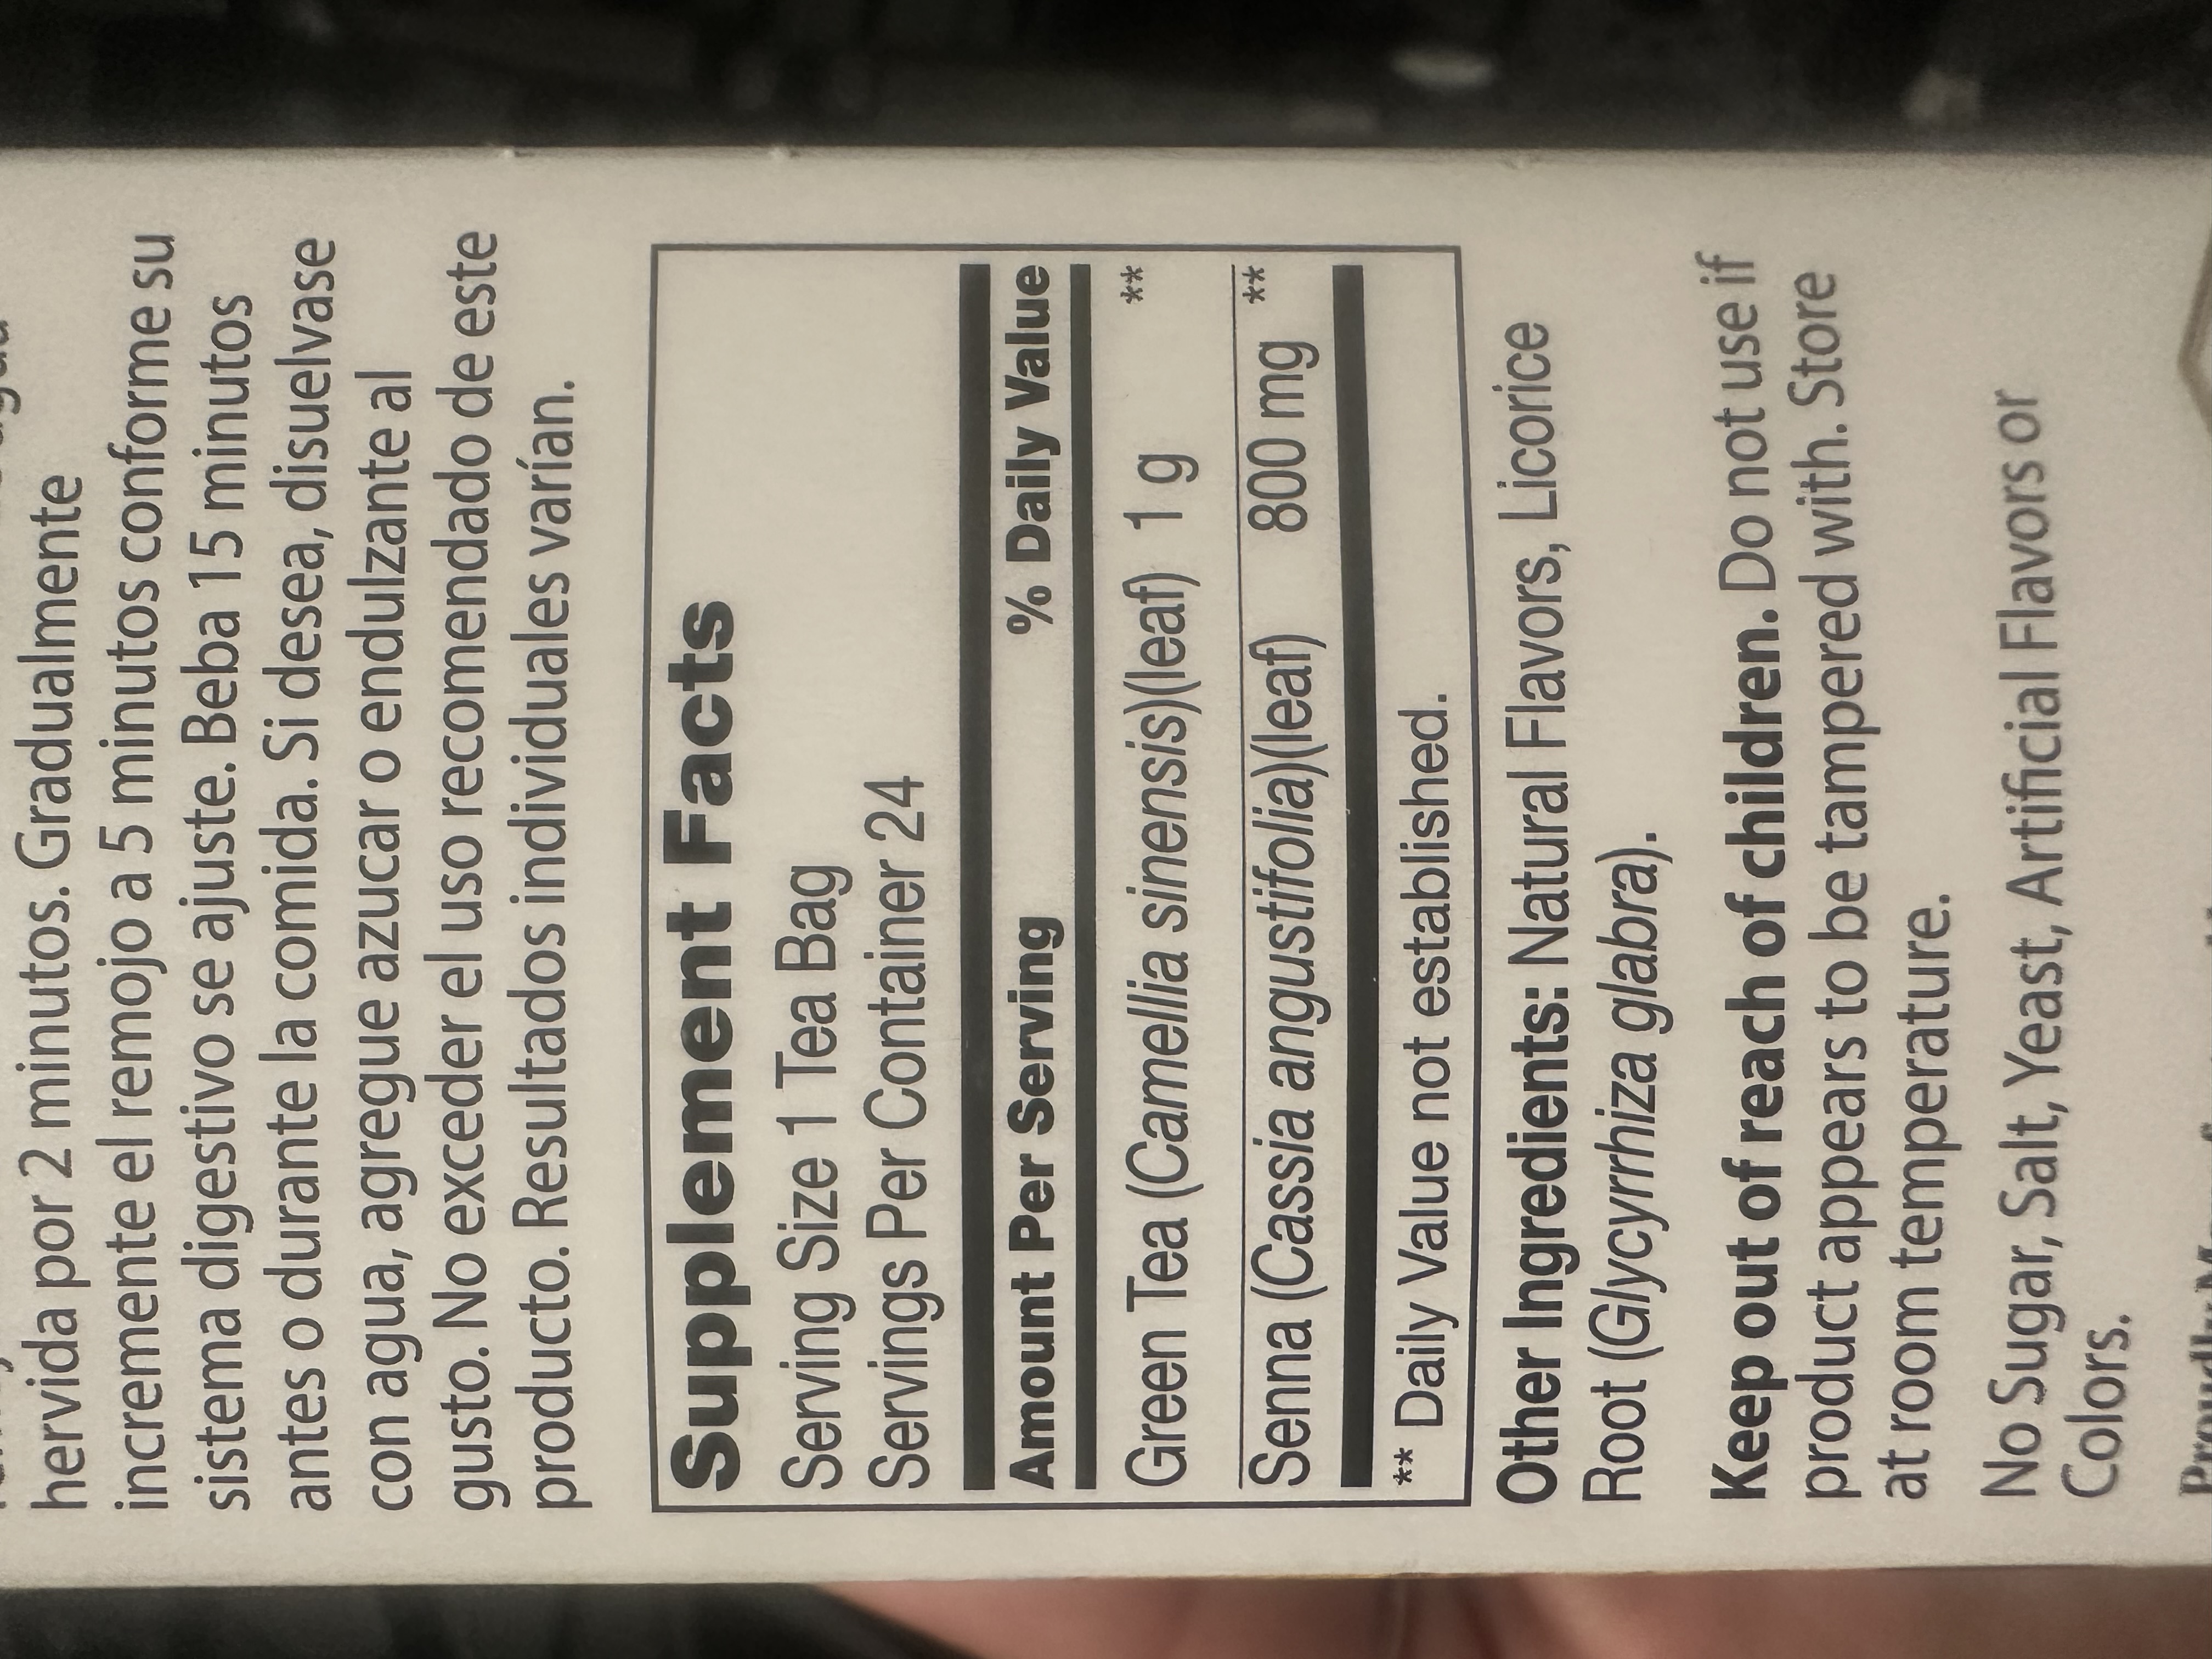 hervida por 2 minutos. Gradualmente
incremente el remojo a 5 minutos conforme su
sistema digestivo se ajuste. Beba 15 minutos
antes o durante la comida. Si desea, disuelvase
con agua, agregue azucar o endulzante al
gusto. No exceder el uso recomendado de este
producto. Resultados individuales varían.
Supplement Facts
Serving Size 1 Tea Bag
Servings Per Container 24
Amount Per Serving % Daily Value
Green Tea (Camellia sinensis)(leaf) 1 g **
Senna (Cassia angustifolia)(leaf) 800 mg **
** Daily Value not established.
Other Ingredients: Natural Flavors, Licorice
Root (Glycyrrhiza glabra).
Keep out of reach of children. Do not use if
product appears to be tampered with. Store
at room temperature.
No Sugar, Salt, Yeast, Artificial Flavors or
Colors.